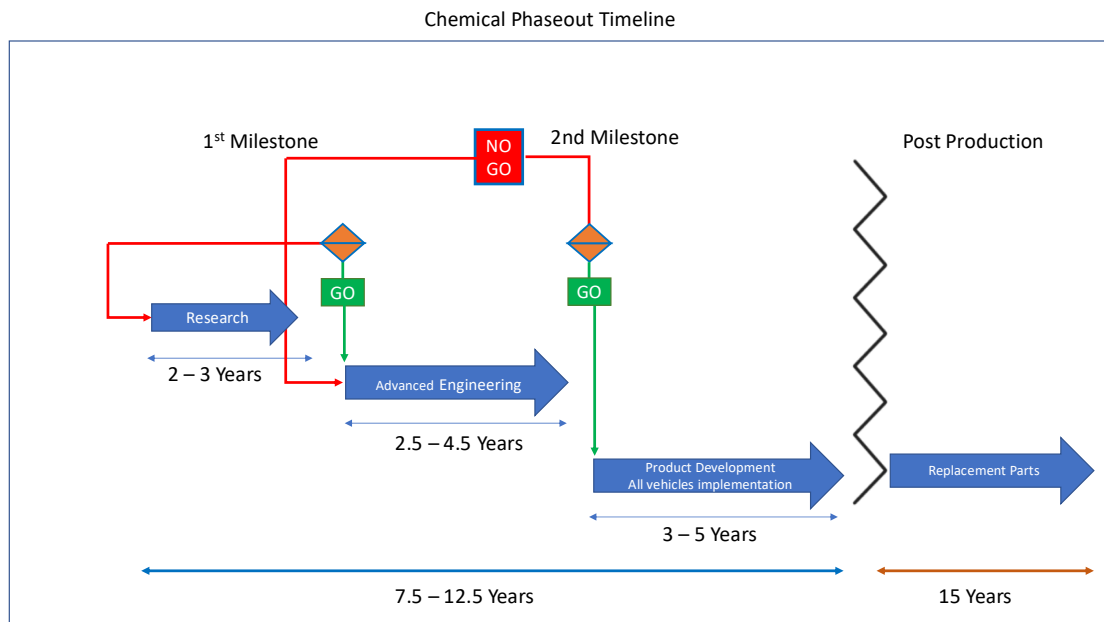 Chemical Phaseout Timeline
1st Milestone
NO
GO
2nd Milestone
Post Production
GO
GO
Research
2 – 3 Years
Advanced Engineering
2.5 – 4.5 Years
Product Development
All vehicles implementation
Replacement Parts
3 – 5 Years
7.5 – 12.5 Years
15 Years